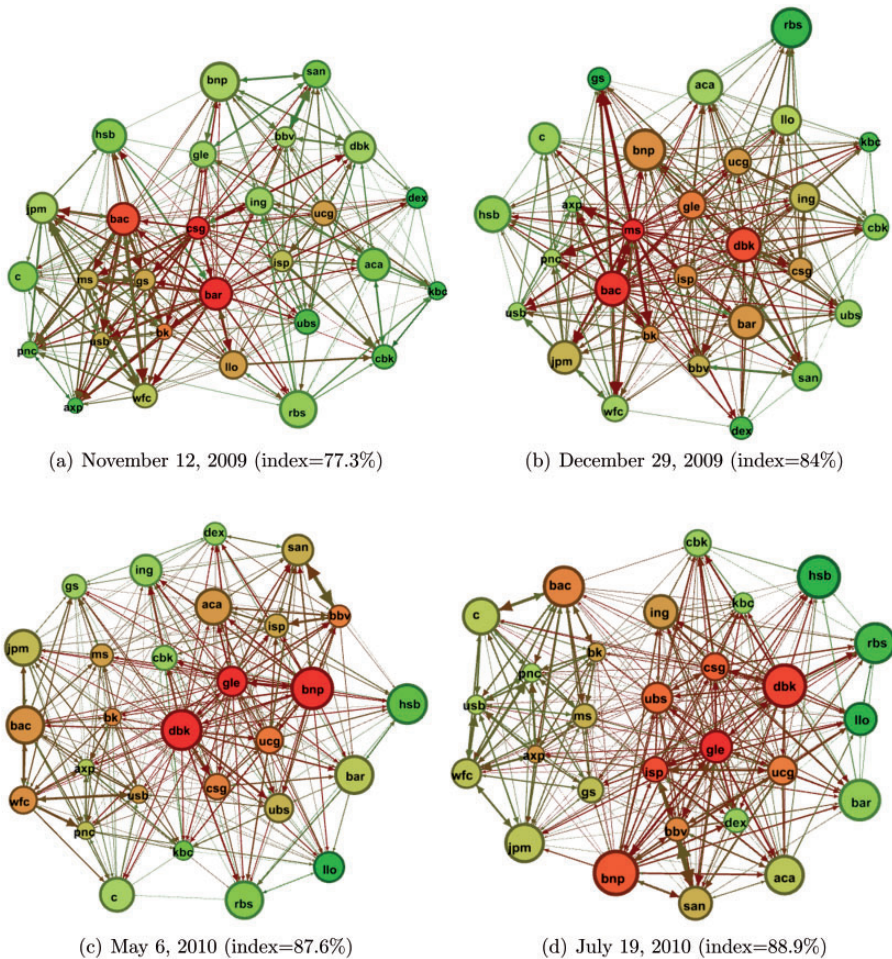 bnp
san
hsb
gle
bbv
dbk
jpm
bac
csg
ing
ucg
dex
c
ms
gs
isp
aca
bar
kbc
pnc
usb
bk
ubs
cbk
llo
axp
wfc
rbs
(a) November 12, 2009 (index=77.3%)
rbs
gs
aca
llo
c
bnp
ucg
kbc
hsb
axp
gle
ing
cbk
ms
dbk
pnc
bac
isp
csg
usb
bk
bar
ubs
jpm
bbv
san
wfc
dex
(b) December 29, 2009 (index=84%)
dex
san
gs
ing
aca
isp
bbv
jpm
ms
cbk
gle
bnp
hsb
bac
bk
dbk
ucg
axp
csg
bar
wfc
usb
ubs
pnc
kbc
llo
c
rbs
(c) May 6, 2010 (index=87.6%)
cbk
bac
hsb
c
ing
kbc
rbs
bk
pnc
csg
dbk
usb
ubs
ms
llo
gle
axp
wfc
isp
ucg
gs
bar
bbv
dex
jpm
bnp
aca
san
(d) July 19, 2010 (index=88.9%)